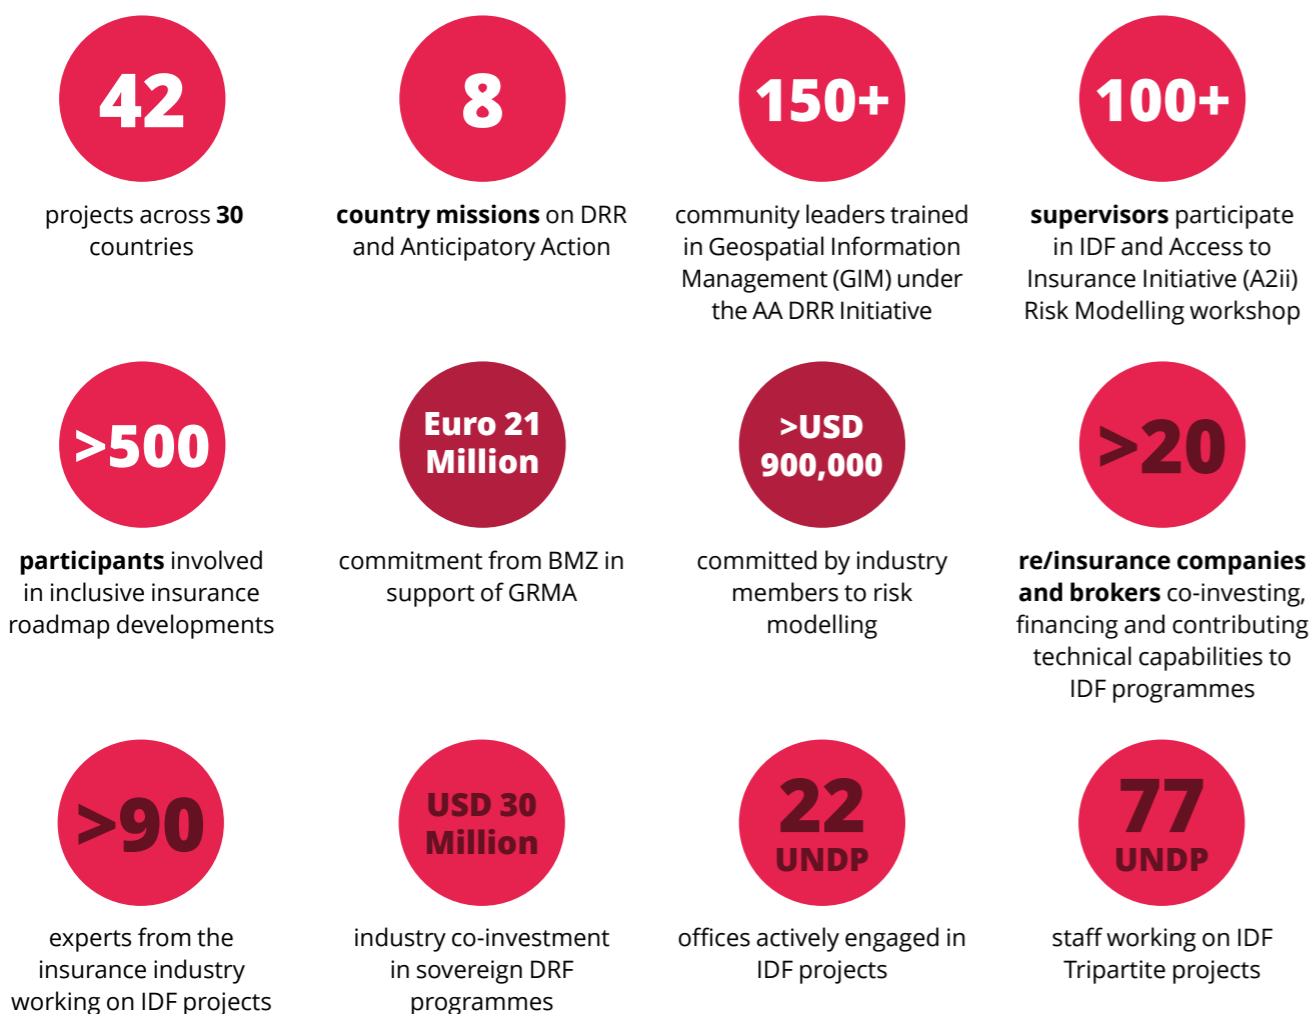 42
projects across 30
countries
8
country missions on DRR
and Anticipatory Action
150+
community leaders trained
in Geospatial Information
Management (GIM) under
the AA DRR Initiative
100+
supervisors participate
in IDF and Access to
Insurance Initiative (A2ii)
Risk Modelling workshop
>500
participants involved
in inclusive insurance
roadmap developments
Euro 21
Million
commitment from BMZ in
support of GRMA
>USD
900,000
committed by industry
members to risk
modelling
>20
re/insurance companies
and brokers co-investing,
financing and contributing
technical capabilities to
IDF programmes
>90
experts from the
insurance industry
working on IDF projects
USD 30
Million
industry co-investment
in sovereign DRF
programmes
22
UNDP
offices actively engaged in
IDF projects
77
UNDP
staff working on IDF
Tripartite projects